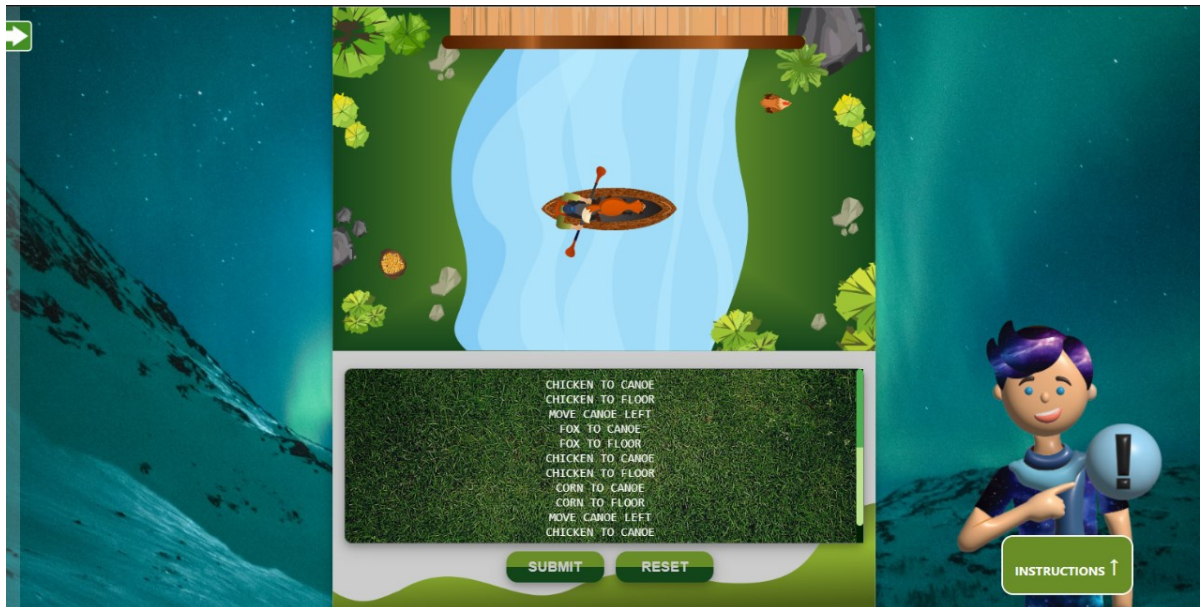 CHICKEN TO CANOE
CHICKEN TO FLOOR
MOVE CANOE LEFT
FOX TO CANOE
FOX TO FLOOR
CHICKEN TO CANOE
CHICKEN TO FLOOR
CORN TO CANOE
CORN TO FLOOR
MOVE CANOE LEFT
CHICKEN TO CANOE
SUBMIT RESET
INSTRUCTIONS ↑